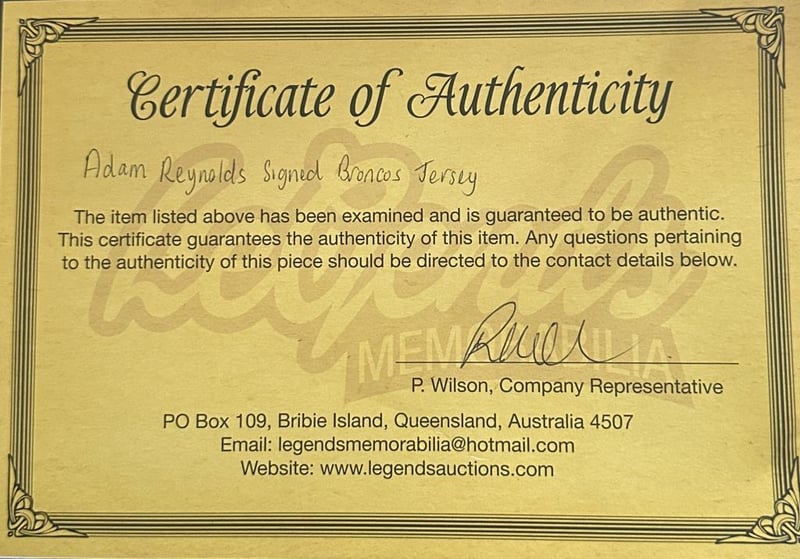 Certificate of Authenticity
Adam Reynolds Signed Broncos Jersey
The item listed above has been examined and is guaranteed to be authentic.
This certificate guarantees the authenticity of this item. Any questions pertaining
to the authenticity of this piece should be directed to the contact details below.
Legends
MEMORABILIA
P. Wilson, Company Representative
PO Box 109, Bribie Island, Queensland, Australia 4507
Email: legendsmemorabilia@hotmail.com
Website: www.legendsauctions.com